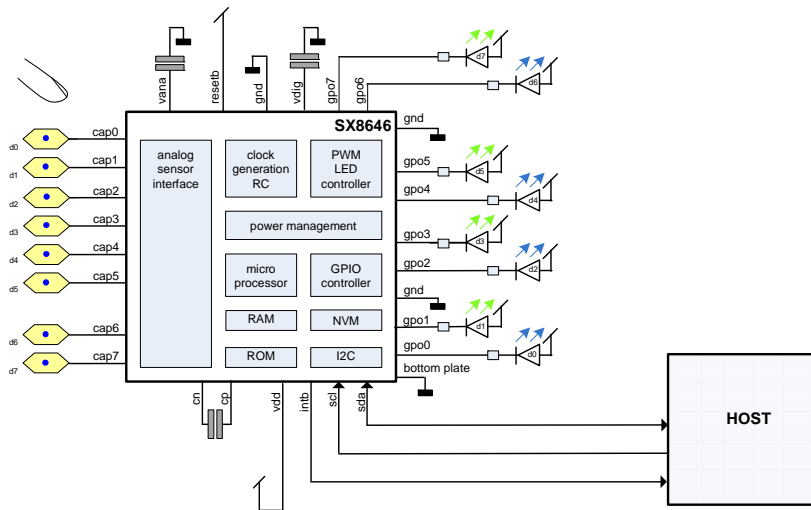 vana
resetb
gnd
vdig
gpo7
gpo6
d7
d6
SX8646
gnd
d0
cap0
d1
cap1
d2
cap2
d3
cap3
d4
cap4
d5
cap5
d6
cap6
d7
cap7
analog
sensor
interface
clock
generation
RC
PWM
LED
controller
power management
micro
processor
GPIO
controller
RAM
NVM
ROM
I2C
gpo5
d5
gpo4
d4
gpo3
d3
gpo2
d2
gnd
gpo1
d1
gpo0
d0
bottom plate
cn
cp
vdd
intb
scl
sda
HOST